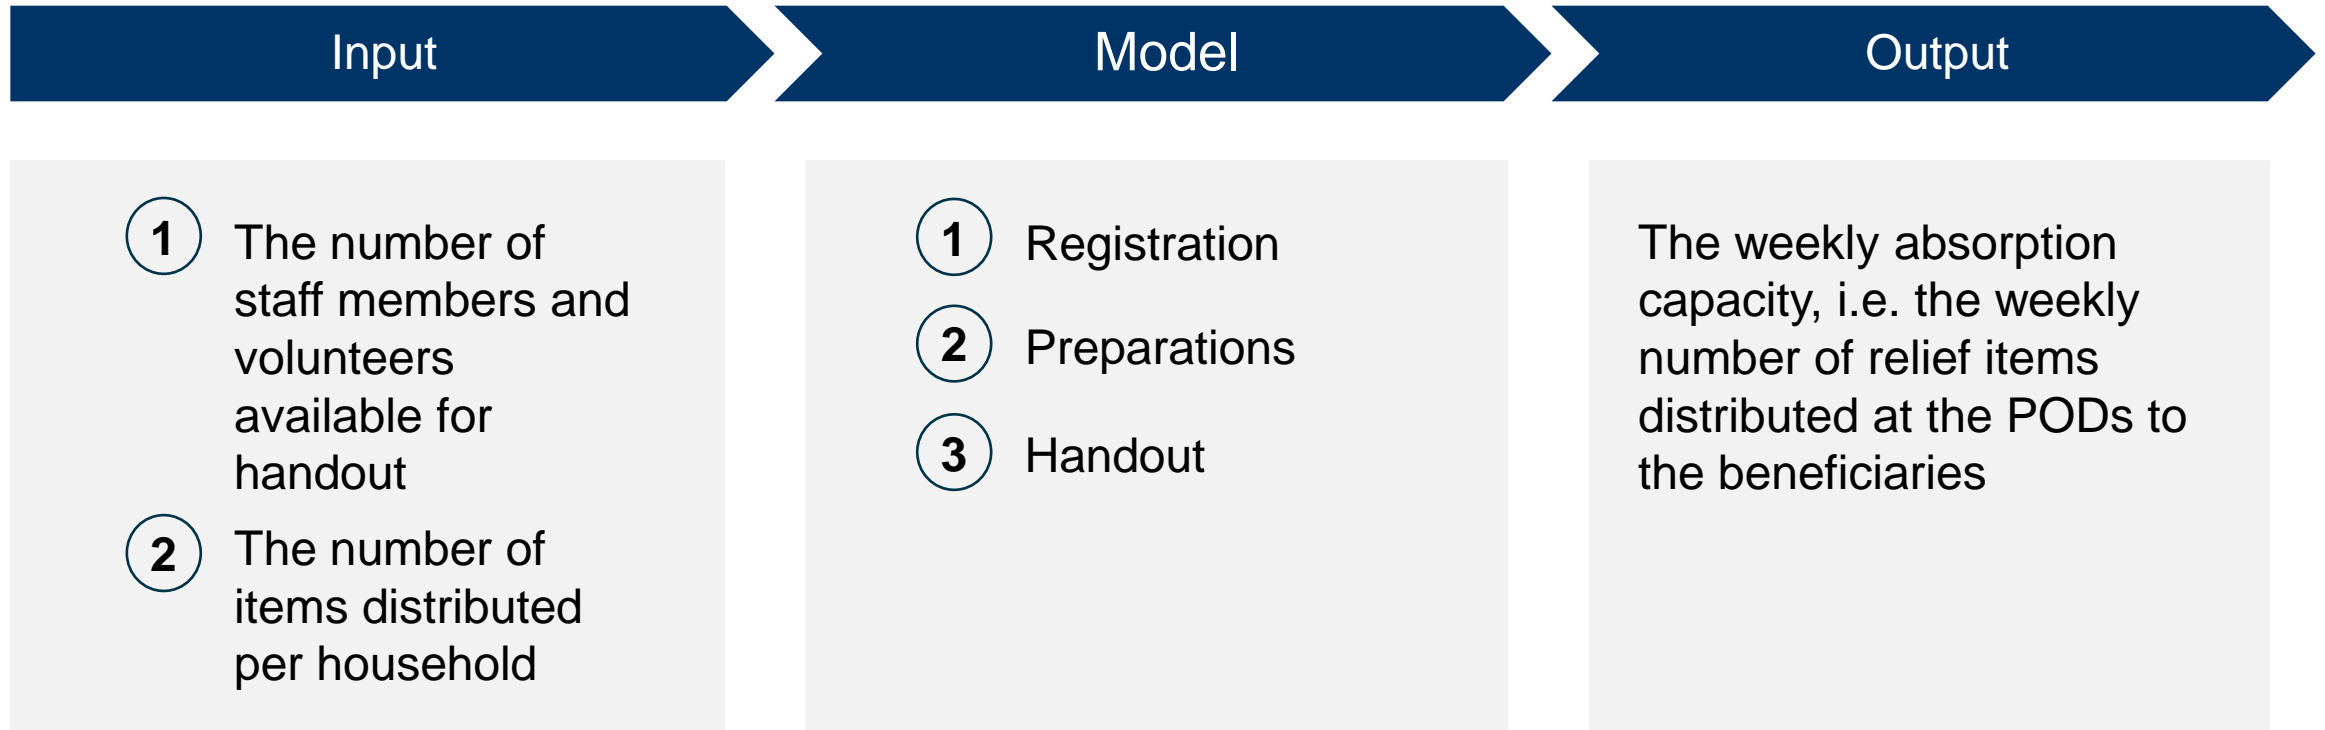 Input
Model
Output
1
The number of
staff members and
volunteers
available for
handout
2
The number of
items distributed
per household
1
Registration
2
Preparations
3
Handout
The weekly absorption
capacity, i.e. the weekly
number of relief items
distributed at the PODs to
the beneficiaries